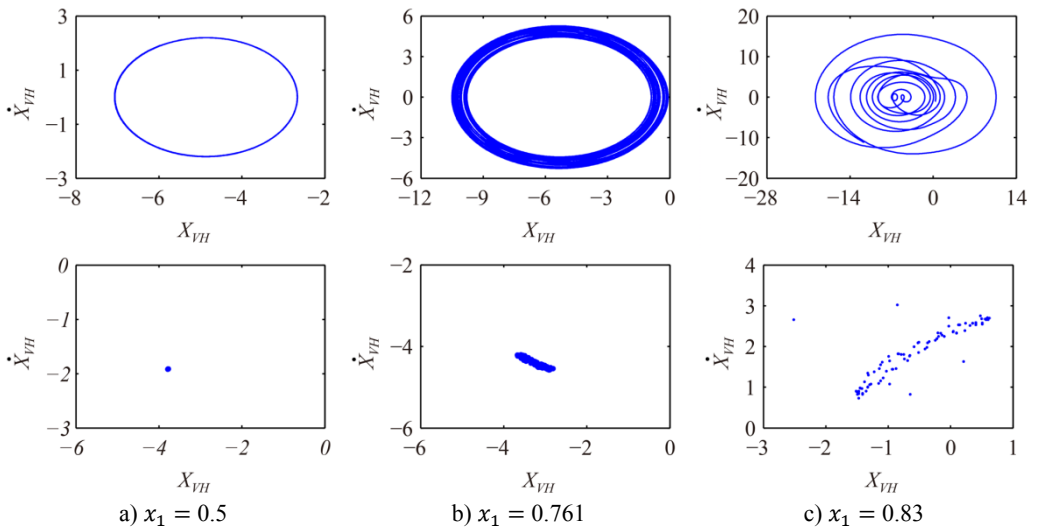 3
1
−1
−3
−8 −6 −4 −2
Ẋ_VH
X_VH
6
3
0
−3
−6
−12 −9 −6 −3 0
Ẋ_VH
X_VH
20
10
0
−10
−20
−28 −14 0 14
Ẋ_VH
X_VH
0
−1
−2
−3
−6 −4 −2 0
Ẋ_VH
X_VH
−2
−4
−6
−6 −4 −2 0
Ẋ_VH
X_VH
4
3
2
1
0
−3 −2 −1 0 1
Ẋ_VH
X_VH
a) x₁ = 0.5
b) x₁ = 0.761
c) x₁ = 0.83